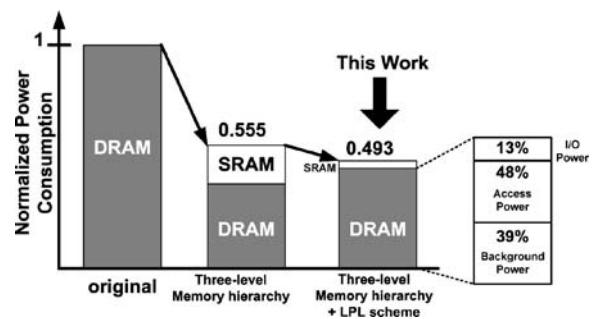 Normalized Power
Consumption
1
DRAM
0.555
SRAM
DRAM
This Work
0.493
SRAM
DRAM
13%
I/O
Power
48%
Access
Power
39%
Background
Power
original
Three-level
Memory hierarchy
Three-level
Memory hierarchy
+ LPL scheme